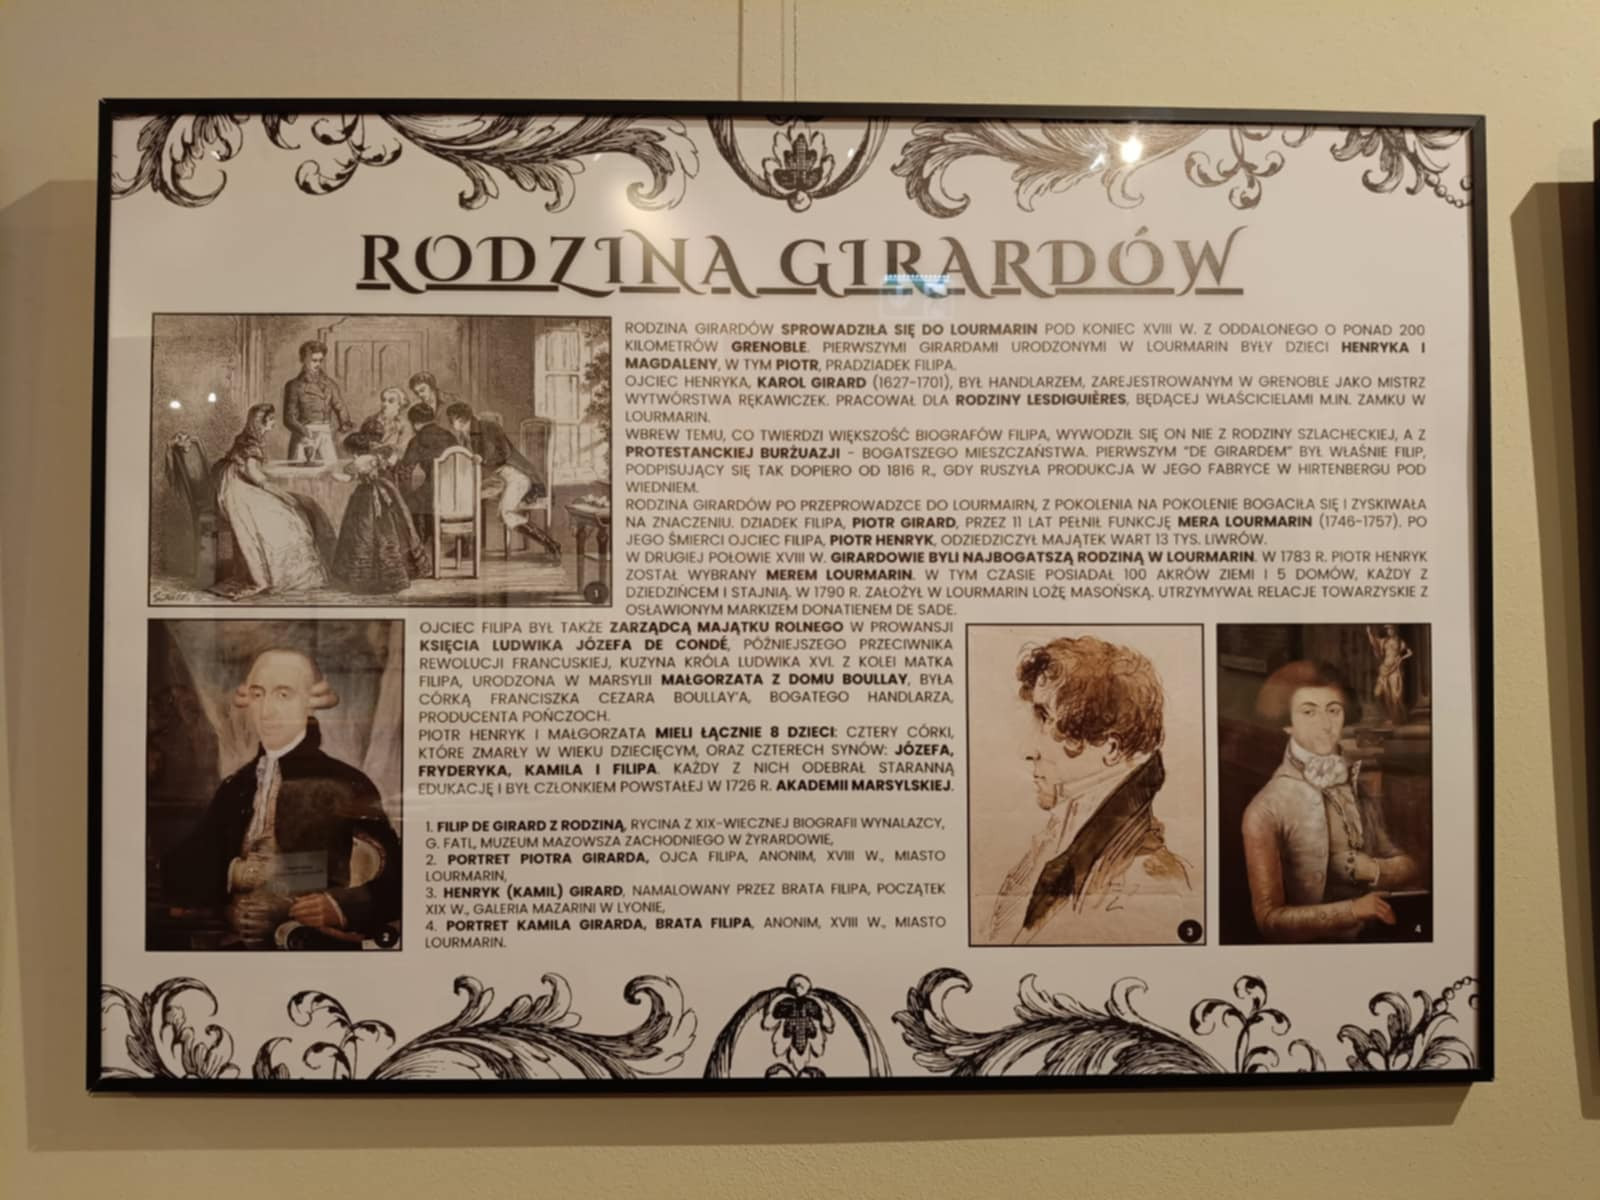 RODZINA GIRARDÓW
RODZINA GIRARDÓW SPROWADZIŁA SIĘ DO LOURMARIN POD KONIEC XVIII W. Z ODDALONEGO O PONAD 200
KILOMETRÓW GRENOBLE. PIERWSZYMI GIRARDAMI URODZONYMI W LOURMARIN BYŁY DZIECI HENRYKA I
MAGDALENY, W TYM PIOTR, PRADZIADEK FILIPA.
OJCIEC HENRYKA, KAROL GIRARD (1627-1701), BYŁ HANDLARZEM, ZAREJESTROWANYM W GRENOBLE JAKO MISTRZ
WYTWÓRSTWA RĘKAWICZEK. PRACOWAŁ DLA RODZINY LESDIGUIÈRES, BĘDĄCEJ WŁAŚCICIELAMI M.IN. ZAMKU W
LOURMARIN.
WBREW TEMU, CO TWIERDZI WIĘKSZOŚĆ BIOGRAFÓW FILIPA, WYWODZIŁ SIĘ ON NIE Z RODZINY SZLACHECKIEJ, A Z
PROTESTANCKIEJ BURŻUAZJI - BOGATSZEGO MIESZCZAŃSTWA. PIERWSZYM "DE GIRARDEM" BYŁ WŁAŚNIE FILIP,
PODPISUJĄCY SIĘ TAK DOPIERO OD 1816 R., GDY RUSZYŁA PRODUKCJA W JEGO FABRYCE W HIRTENBERGU POD
WIEDNIEM.
RODZINA GIRARDÓW PO PRZEPROWADZCE DO LOURMAIRN, Z POKOLENIA NA POKOLENIE BOGACIŁA SIĘ I ZYSKIWAŁA
NA ZNACZENIU. DZIADEK FILIPA, PIOTR GIRARD, PRZEZ 11 LAT PEŁNIŁ FUNKCJĘ MERA LOURMARIN (1746-1757). PO
JEGO ŚMIERCI OJCIEC FILIPA, PIOTR HENRYK, ODZIEDZICZYŁ MAJĄTEK WART 13 TYS. LIWRÓW.
W DRUGIEJ POŁOWIE XVIII W. GIRARDOWIE BYLI NAJBOGATSZĄ RODZINĄ W LOURMARIN. W 1783 R. PIOTR HENRYK
ZOSTAŁ WYBRANY MEREM LOURMARIN. W TYM CZASIE POSIADAŁ 100 AKRÓW ZIEMI I 5 DOMÓW, KAŻDY Z
DZIEDZIŃCEM I STAJNIĄ. W 1790 R. ZAŁOŻYŁ W LOURMARIN LOŻĘ MASOŃSKĄ. UTRZYMYWAŁ RELACJE TOWARZYSKIE Z
OSŁAWIONYM MARKIZEM DONATIENEM DE SADE.
OJCIEC FILIPA BYŁ TAKŻE ZARZĄDCĄ MAJĄTKU ROLNEGO W PROWANSJI
KSIĘCIA LUDWIKA JÓZEFA DE CONDÉ, PÓŹNIEJSZEGO PRZECIWNIKA
REWOLUCJI FRANCUSKIEJ, KUZYNA KRÓLA LUDWIKA XVI. Z KOLEI MATKA
FILIPA, URODZONA W MARSYLII MAŁGORZATA Z DOMU BOULLAY, BYŁA
CÓRKĄ FRANCISZKA CEZARA BOULLAY'A, BOGATEGO HANDLARZA,
PRODUCENTA POŃCZOCH.
PIOTR HENRYK I MAŁGORZATA MIELI ŁĄCZNIE 8 DZIECI: CZTERY CÓRKI,
KTÓRE ZMARŁY W WIEKU DZIECIĘCYM, ORAZ CZTERECH SYNÓW: JÓZEFA,
FRYDERYKA, KAMILA I FILIPA. KAŻDY Z NICH ODEBRAŁ STARANNĄ
EDUKACJĘ I BYŁ CZŁONKIEM POWSTAŁEJ W 1726 R. AKADEMII MARSYLSKIEJ.
1. FILIP DE GIRARD Z RODZINĄ, RYCINA Z XIX-WIECZNEJ BIOGRAFII WYNALAZCY,
G. FATL, MUZEUM MAZOWSZA ZACHODNIEGO W ŻYRARDOWIE,
2. PORTRET PIOTRA GIRARDA, OJCA FILIPA, ANONIM, XVIII W., MIASTO
LOURMARIN,
3. HENRYK (KAMIL) GIRARD, NAMALOWANY PRZEZ BRATA FILIPA, POCZĄTEK
XIX W., GALERIA MAZARINI W LYONIE,
4. PORTRET KAMILA GIRARDA, BRATA FILIPA, ANONIM, XVIII W., MIASTO
LOURMARIN.
1
2
3
4